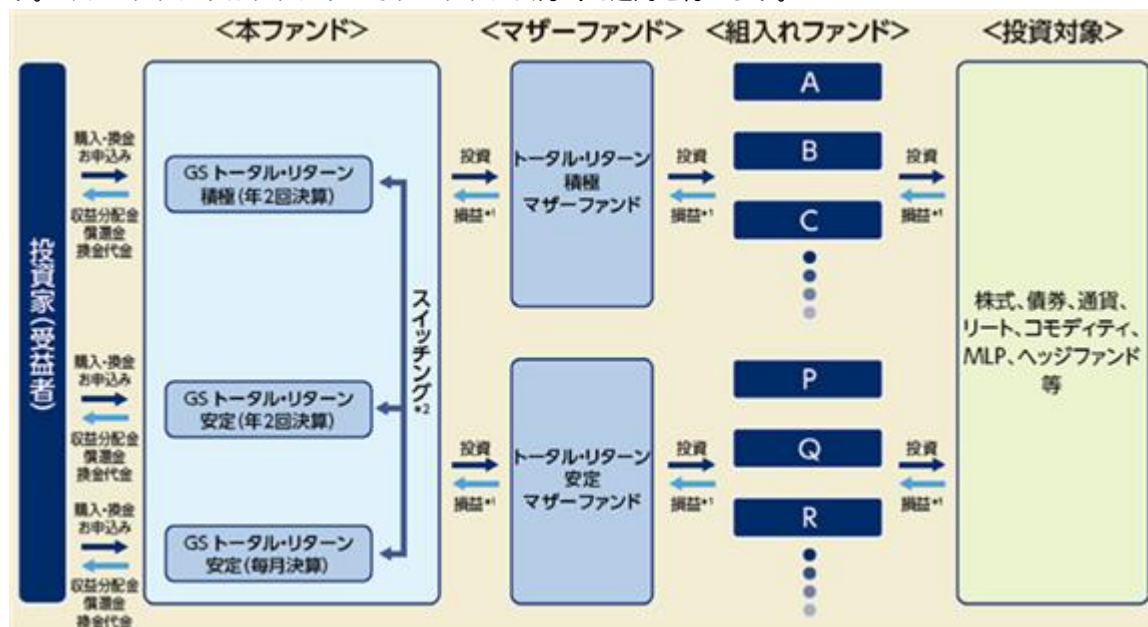 ＜本ファンド＞
＜マザーファンド＞
＜組入れファンド＞
＜投資対象＞
投資家（受益者）
購入・換金
お申込み
収益分配金
償還金
換金代金
GS トータル・リターン
積極（年2回決算）
購入・換金
お申込み
収益分配金
償還金
換金代金
GS トータル・リターン
安定（年2回決算）
購入・換金
お申込み
収益分配金
償還金
換金代金
GS トータル・リターン
安定（毎月決算）
スイッチング*2
投資
損益*1
トータル・リターン
積極
マザーファンド
投資
損益*1
A
B
C
投資
損益*1
投資
損益*1
トータル・リターン
安定
マザーファンド
投資
損益*1
P
Q
R
投資
損益*1
株式、債券、通貨、
リート、コモディティ、
MLP、ヘッジファンド
等